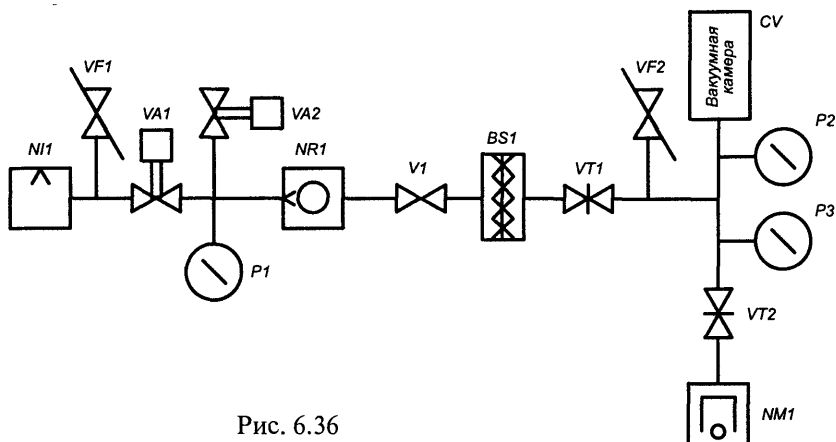 CV
Вакуумная
камера
VF1
VA1
VA2
VF2
P2
NI1
NR1
V1
BS1
VT1
P1
P3
VT2
NM1
Рис. 6.36